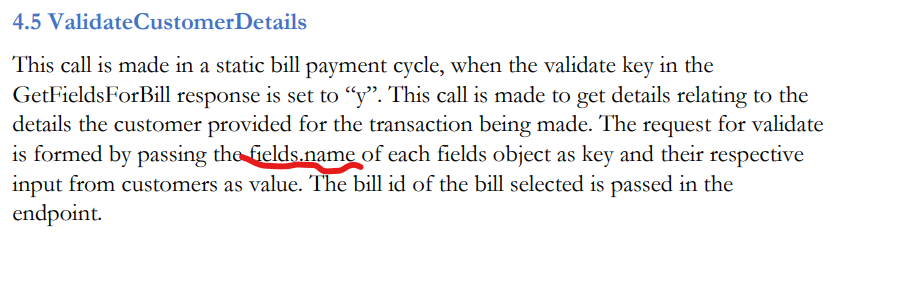 4.5 ValidateCustomerDetails
This call is made in a static bill payment cycle, when the validate key in the
GetFieldsForBill response is set to “y”. This call is made to get details relating to the
details the customer provided for the transaction being made. The request for validate
is formed by passing the fields.name of each fields object as key and their respective
input from customers as value. The bill id of the bill selected is passed in the
endpoint.